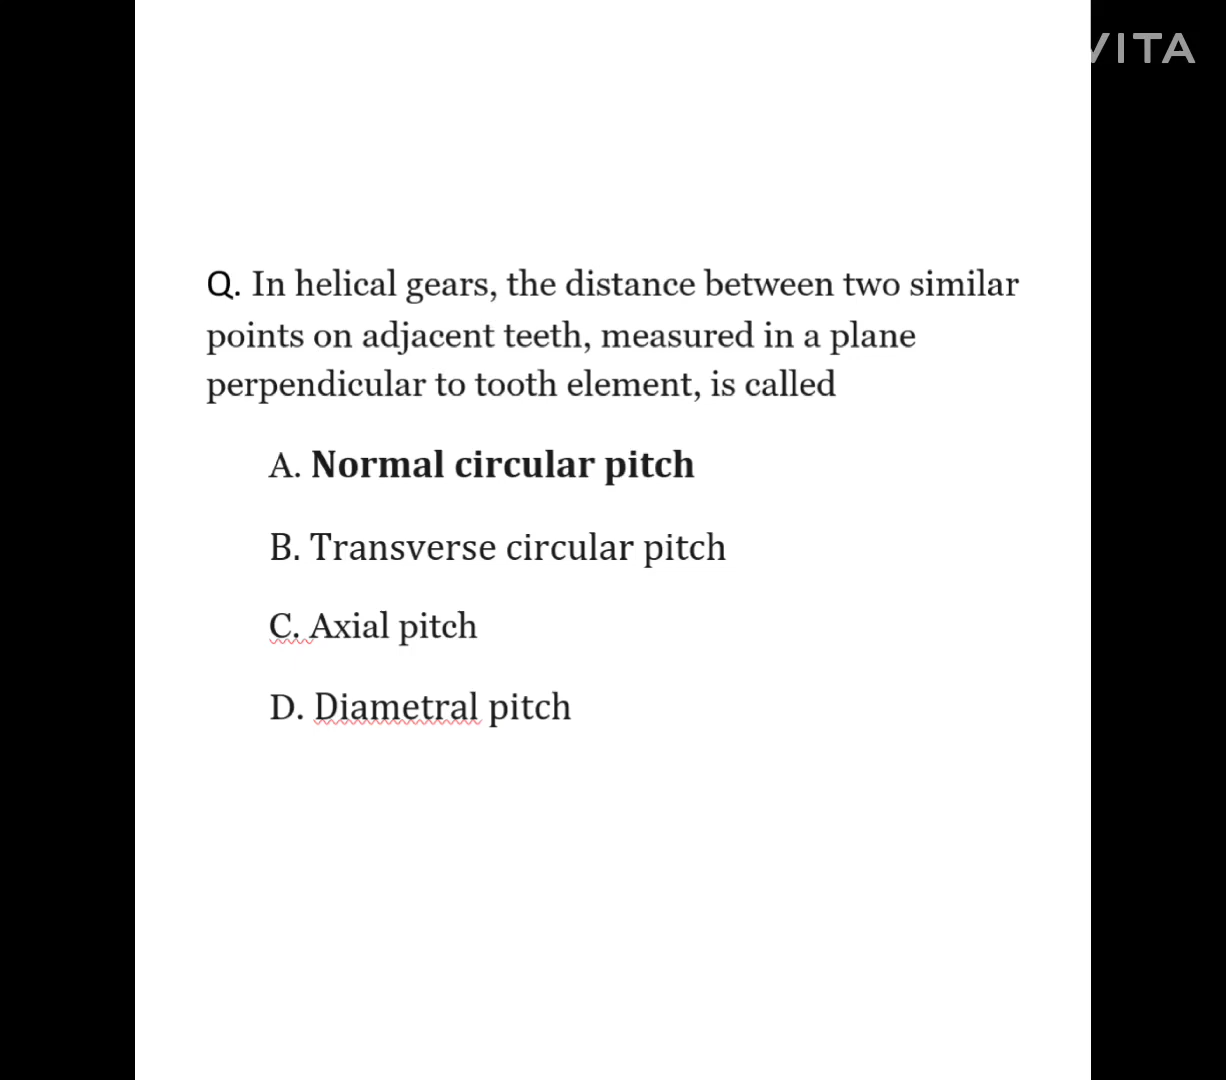 VITA
Q. In helical gears, the distance between two similar
points on adjacent teeth, measured in a plane
perpendicular to tooth element, is called
A. Normal circular pitch
B. Transverse circular pitch
C. Axial pitch
D. Diametral pitch